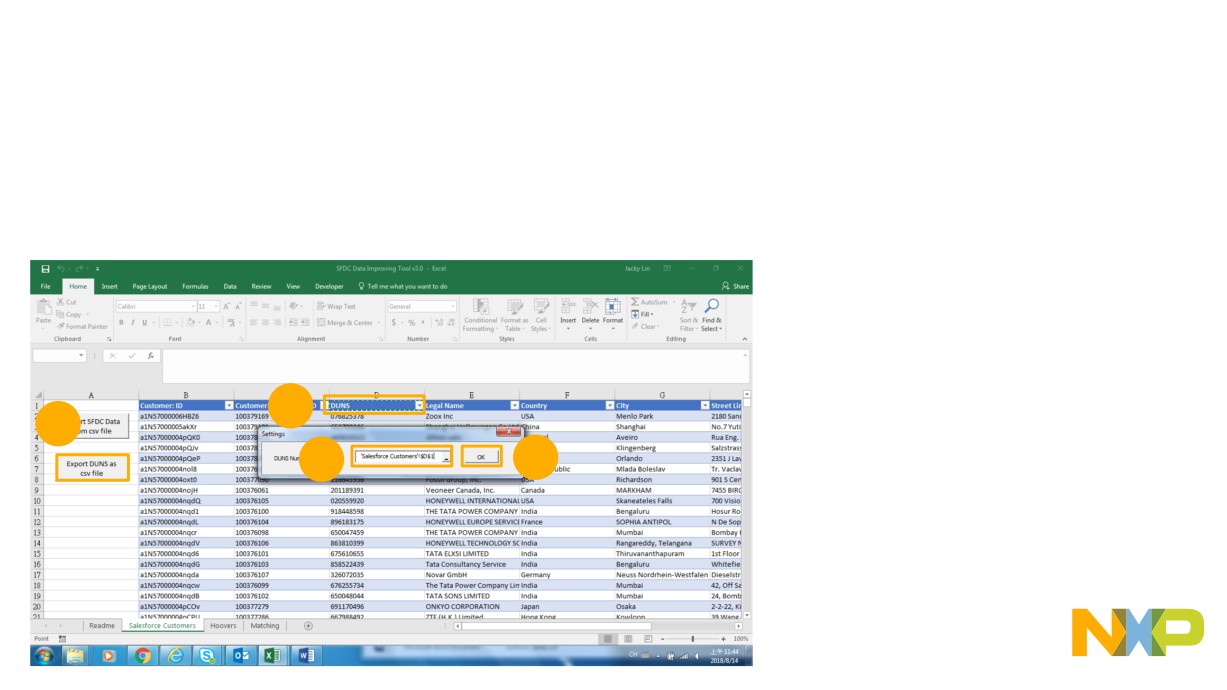 SFDC Data Improving Tool v3.0 - Excel
Jacky Lin
File Home Insert Page Layout Formulas Data Review View Developer Tell me what you want to do Share
Cut
Copy
Format Painter
Paste
Calibri 11
Wrap Text
Merge & Center
General
Conditional Formatting
Format as Table
Cell Styles
Insert Delete Format
AutoSum
Fill
Clear
Sort & Filter
Find & Select
Clipboard Font Alignment Number Styles Cells Editing
A B D E F G
1 Customer: ID Customer DUNS Legal Name Country City Street Lin
a1N57000006HBZ6 100379169 076825378 Zoox Inc USA Menlo Park 2180 Sand
a1N5700005akXr China Shanghai No.7 Yuti
4 a1N57000004pQK0 Aveiro Rua Eng.
5 a1N57000004pQJv Klingenberg Salzstrass
6 a1N57000004pQeP Orlando 2351 J Law
7 a1N57000004nol8 Mlada Boleslav Tr. Vaclav
8 a1N57000004oxt0 Richardson 901 S Cen
9 a1N57000004nojH 100376061 201189391 Veoneer Canada, Inc. Canada MARKHAM 7455 BIRC
10 a1N57000004nqdQ 100376105 020559920 HONEYWELL INTERNATIONAL USA Skaneateles Falls 700 Visio
11 a1N57000004nqd1 100376100 918448598 THE TATA POWER COMPANY India Bengaluru Hosur Ro
12 a1N57000004nqdL 100376104 896183175 HONEYWELL EUROPE SERVICE France SOPHIA ANTIPOL N De Sop
13 a1N57000004nqcr 100376098 650047459 THE TATA POWER COMPANY India Mumbai Bombay
14 a1N57000004nqdV 100376106 863810399 HONEYWELL TECHNOLOGY SC India Rangareddy, Telangana SURVEY N
15 a1N57000004nqd6 100376101 675610655 TATA ELXSI LIMITED India Thiruvananthapuram 1st Floor
16 a1N57000004nqdG 100376103 858522439 Tata Consultancy Service India Bengaluru Whitefie
17 a1N57000004nqda 100376107 326072035 Novar GmbH Germany Neuss Nordrhein-Westfalen Dieselstr
18 a1N57000004nqcw 100376099 676255734 The Tata Power Company Lim India Mumbai 42, Off Sa
19 a1N57000004nqdB 100376102 650048044 TATA SONS LIMITED India Mumbai 24, Bomb
20 a1N57000004pCOv 100377279 691170496 ONKYO CORPORATION Japan Osaka 2-2-22, Ki
21 a1N57000004nCPU 100377286 667988492 ZTE (H.K.) Limited Hong Kong Kowloon 39 Wang
rt SFDC Data
om csv file
Export DUNS as
csv file
Settings
DUNS Num
'Salesforce Customers'!$D$1
OK
Readme Salesforce Customers Hoovers Matching
Point
100%
CH
上午 11:44
2018/8/14
NXP